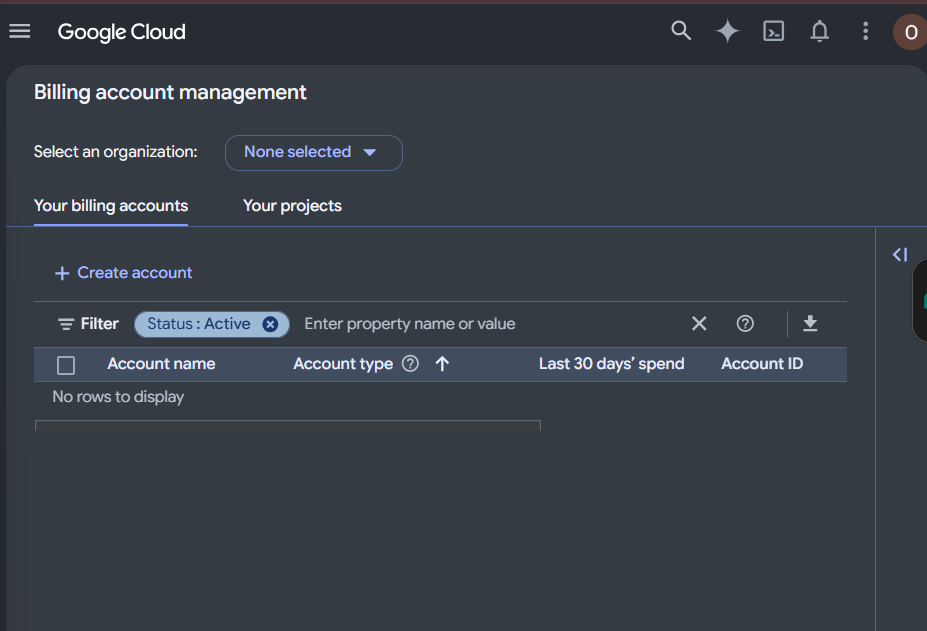 Google Cloud
O
Billing account management
Select an organization: None selected
Your billing accounts Your projects
+ Create account
Filter Status : Active Enter property name or value
Account name Account type Last 30 days’ spend Account ID
No rows to display